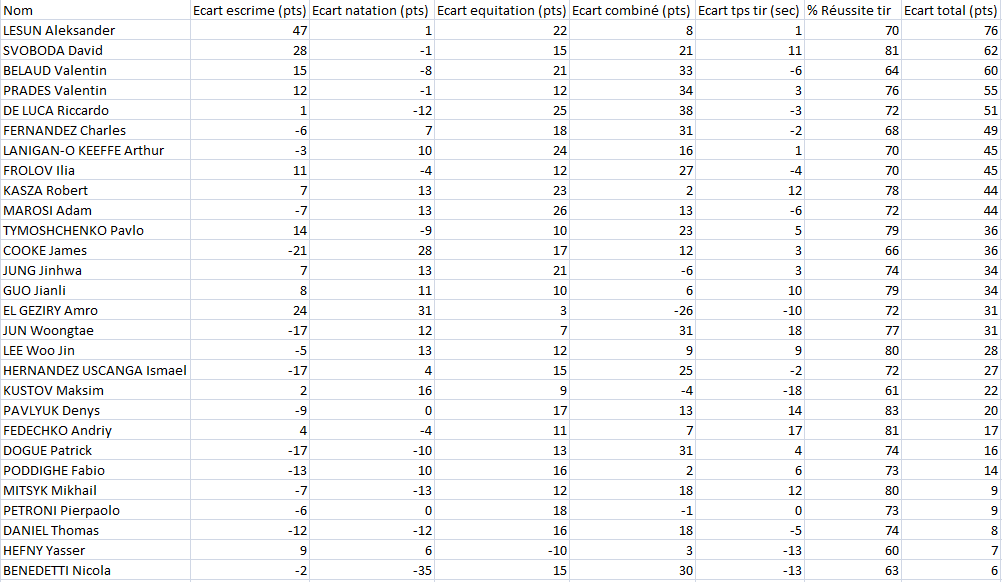 Nom Ecart escrime (pts) Ecart natation (pts) Ecart equitation (pts) Ecart combiné (pts) Ecart tps tir (sec) % Réussite tir Ecart total (pts)
LESUN Aleksander 47 1 22 8 1 70 76
SVOBODA David 28 -1 15 21 11 81 62
BELAUD Valentin 15 -8 21 33 -6 64 60
PRADES Valentin 12 -1 12 34 3 76 55
DE LUCA Riccardo 1 -12 25 38 -3 72 51
FERNANDEZ Charles -6 7 18 31 -2 68 49
LANIGAN-O KEEFFE Arthur -3 10 24 16 1 70 45
FROLOV Ilia 11 -4 12 27 -4 70 45
KASZA Robert 7 13 23 2 12 78 44
MAROSI Adam -7 13 26 13 -6 72 44
TYMOSHCHENKO Pavlo 14 -9 10 23 5 79 36
COOKE James -21 28 17 12 3 66 36
JUNG Jinhwa 7 13 21 -6 3 74 34
GUO Jianli 8 11 10 6 10 79 34
EL GEZIRY Amro 24 31 3 -26 -10 72 31
JUN Woongtae -17 12 7 31 18 77 31
LEE Woo Jin -5 13 12 9 9 80 28
HERNANDEZ USCANGA Ismael -17 4 15 25 -2 72 27
KUSTOV Maksim 2 16 9 -4 -18 61 22
PAVLYUK Denys -9 0 17 13 14 83 20
FEDECHKO Andriy 4 -4 11 7 17 81 17
DOGUE Patrick -17 -10 13 31 4 74 16
PODDIGHE Fabio -13 10 16 2 6 73 14
MITSYK Mikhail -7 -13 12 18 12 80 9
PETRONI Pierpaolo -6 0 18 -1 0 73 9
DANIEL Thomas -12 -12 16 18 -5 74 8
HEFNY Yasser 9 6 -10 3 -13 60 7
BENEDETTI Nicola -2 -35 15 30 -13 63 6